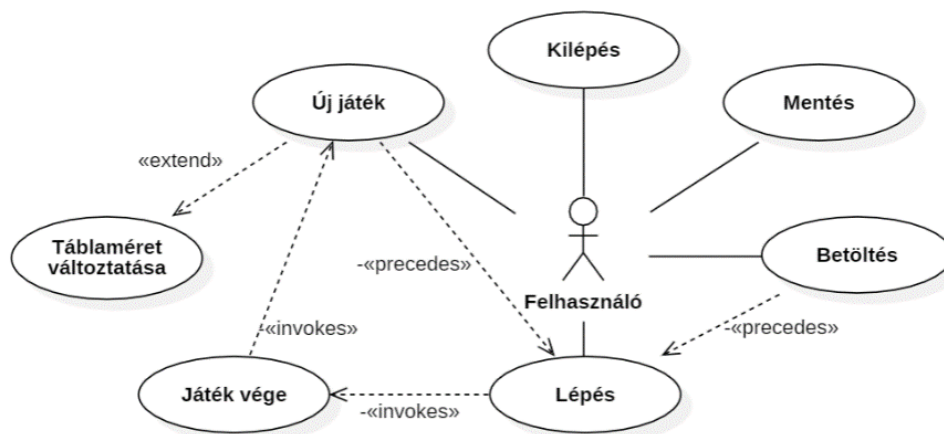 Kilépés
Új játék
Mentés
«extend»
Táblaméret
változtatása
Betöltés
-«precedes»
Felhasználó
-«invokes»
-«precedes»
Játék vége
Lépés
-«invokes»